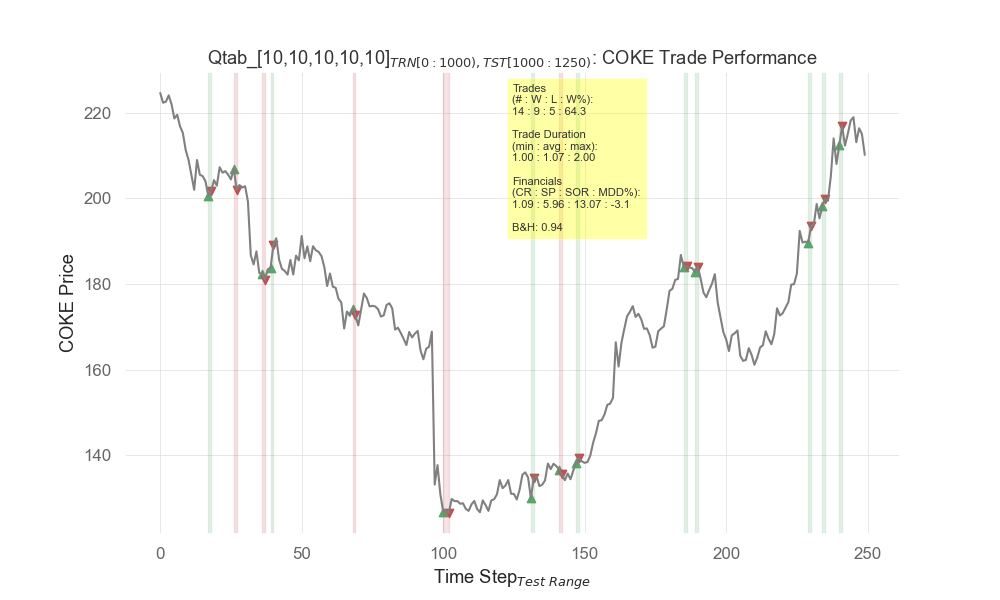 Qtab_[10,10,10,10,10]TRN[0:1000),TST[1000:1250): COKE Trade Performance
Trades
(# : W : L : W%):
14 : 9 : 5 : 64.3
Trade Duration
(min : avg : max):
1.00 : 1.07 : 2.00
Financials
(CR : SP : SOR : MDD%):
1.09 : 5.96 : 13.07 : -3.1
B&H: 0.94
COKE Price
220
200
180
160
140
0 50 100 150 200 250
Time StepTest Range